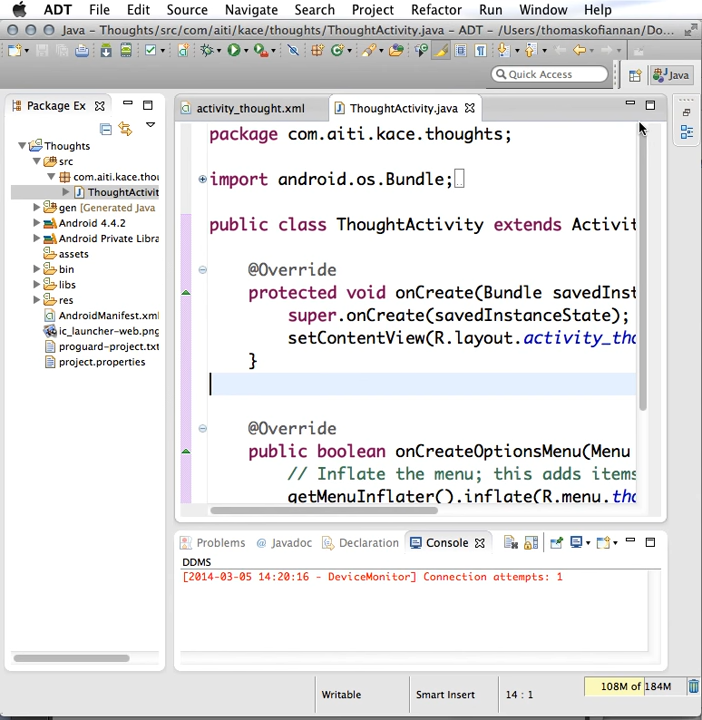 ADT File Edit Source Navigate Search Project Refactor Run Window Help
Java – Thoughts/src/com/aiti/kace/thoughts/ThoughtActivity.java – ADT – /Users/thomaskofiannan/Do...
Quick Access
Java
Package Ex
activity_thought.xml
ThoughtActivity.java
Thoughts
src
com.aiti.kace.thou
ThoughtActivit
gen [Generated Java
Android 4.4.2
Android Private Libra
assets
bin
libs
res
AndroidManifest.xml
ic_launcher-web.png
proguard-project.txt
project.properties
package com.aiti.kace.thoughts;
import android.os.Bundle;
public class ThoughtActivity extends Activit
@Override
protected void onCreate(Bundle savedInst
super.onCreate(savedInstanceState);
setContentView(R.layout.activity_tho
}
@Override
public boolean onCreateOptionsMenu(Menu
// Inflate the menu; this adds items
getMenuInflater().inflate(R.menu.tho
Problems @ Javadoc Declaration Console
DDMS
[2014-03-05 14:20:16 - DeviceMonitor] Connection attempts: 1
Writable Smart Insert 14 : 1 108M of 184M